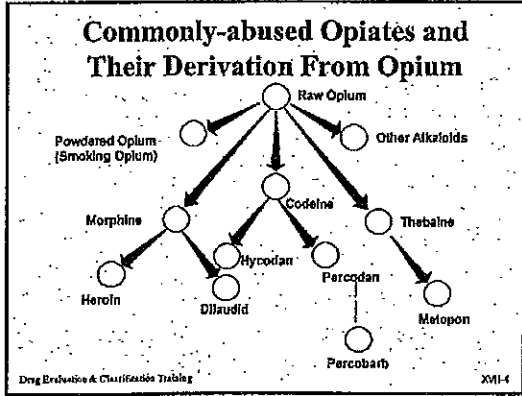 Commonly-abused Opiates and
Their Derivation From Opium
Raw Opium
Powdered Opium
(Smoking Opium)
Other Alkaloids
Codeine
Morphine
Thebaine
Hycodan
Percodan
Heroin
Dilaudid
Metopon
Percobarb
Drug Evaluation & Classification Training
XVII-4